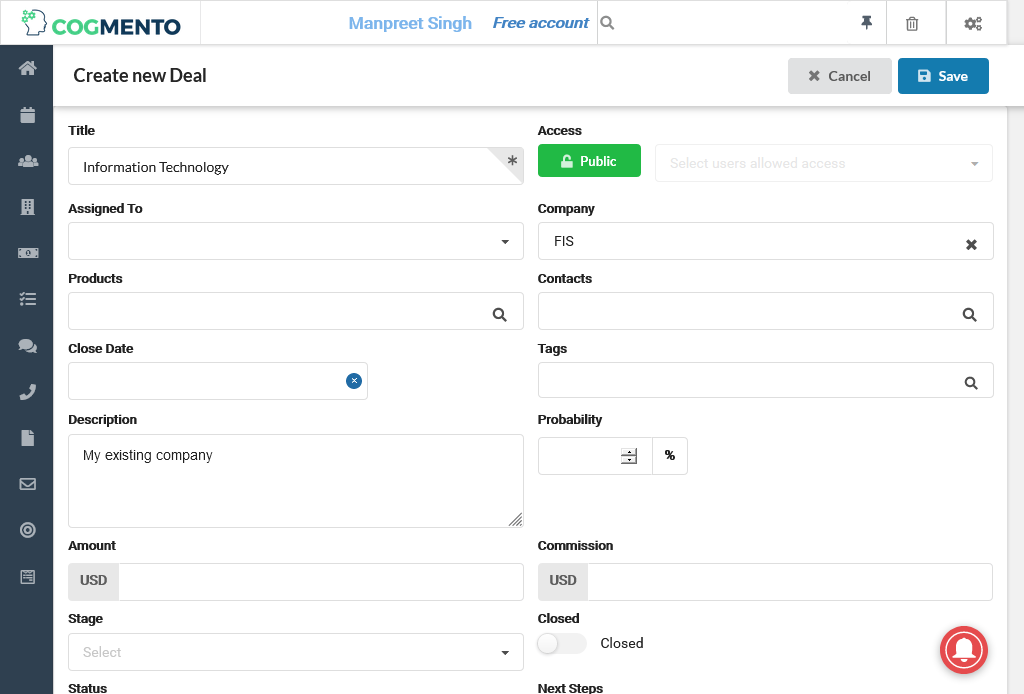 COGMENTO
Manpreet Singh Free account
Create new Deal
Cancel
Save
Title
Access
Information Technology
*
Public
Select users allowed access
Assigned To
Company
FIS
Products
Contacts
Close Date
Tags
Description
Probability
My existing company
%
Amount
Commission
USD
USD
Stage
Closed
Select
Closed
Status
Next Steps